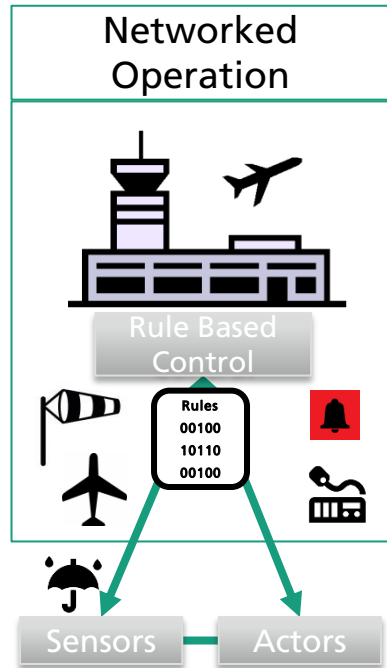 Networked
Operation
Rule Based
Control
Rules
00100
10110
00100
Sensors
Actors